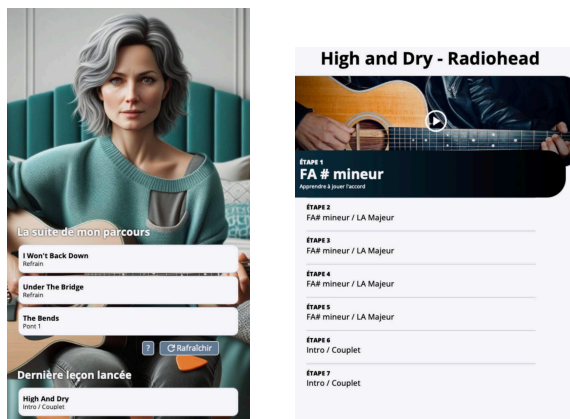 La suite de mon parcours
I Won't Back Down
Refrain
Under The Bridge
Refrain
The Bends
Pont 1
? Rafraîchir
Dernière leçon lancée
High And Dry
Intro / Couplet
High and Dry - Radiohead
ÉTAPE 1
FA # mineur
Apprendre à jouer l'accord
ÉTAPE 2
FA# mineur / LA Majeur
ÉTAPE 3
FA# mineur / LA Majeur
ÉTAPE 4
FA# mineur / LA Majeur
ÉTAPE 5
FA# mineur / LA Majeur
ÉTAPE 6
Intro / Couplet
ÉTAPE 7
Intro / Couplet